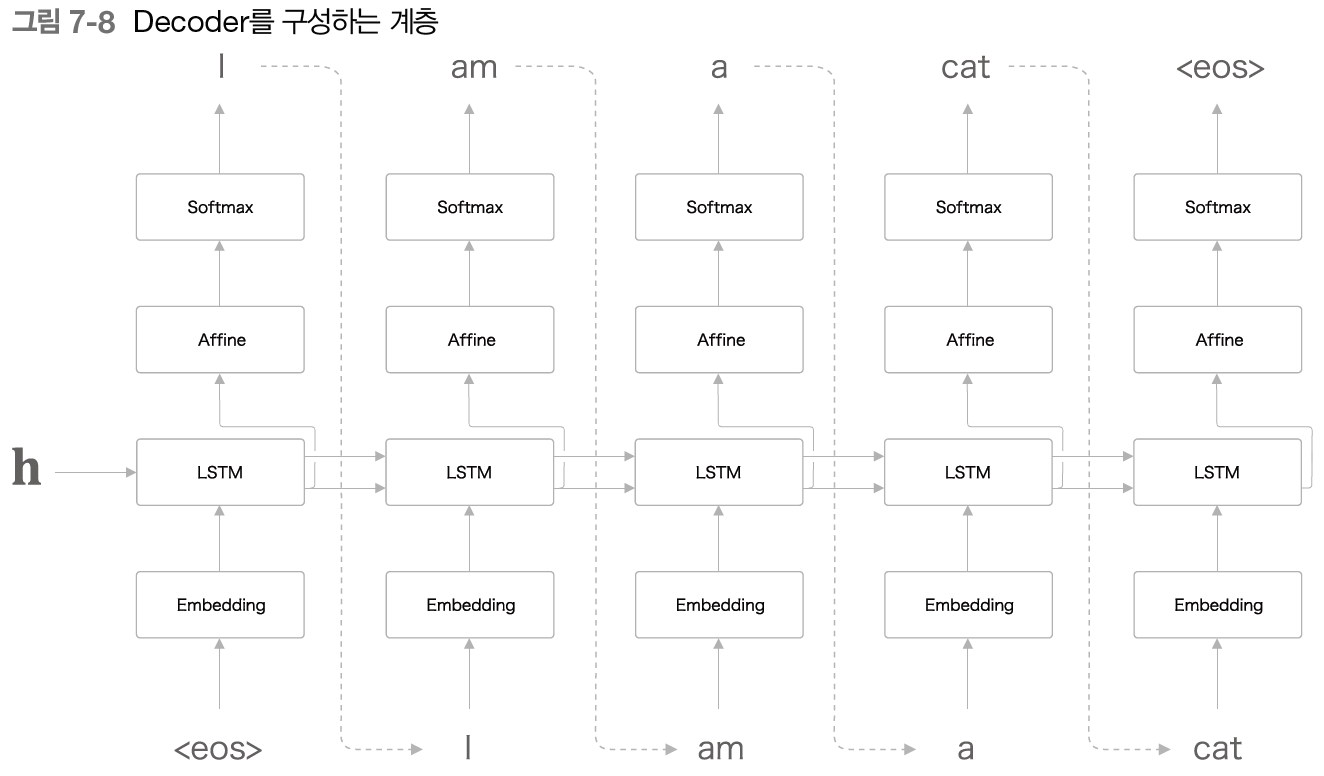 그림 7-8 Decoder를 구성하는 계층
I am a cat <eos>
Softmax Softmax Softmax Softmax Softmax
Affine Affine Affine Affine Affine
h LSTM LSTM LSTM LSTM LSTM
Embedding Embedding Embedding Embedding Embedding
<eos> I am a cat